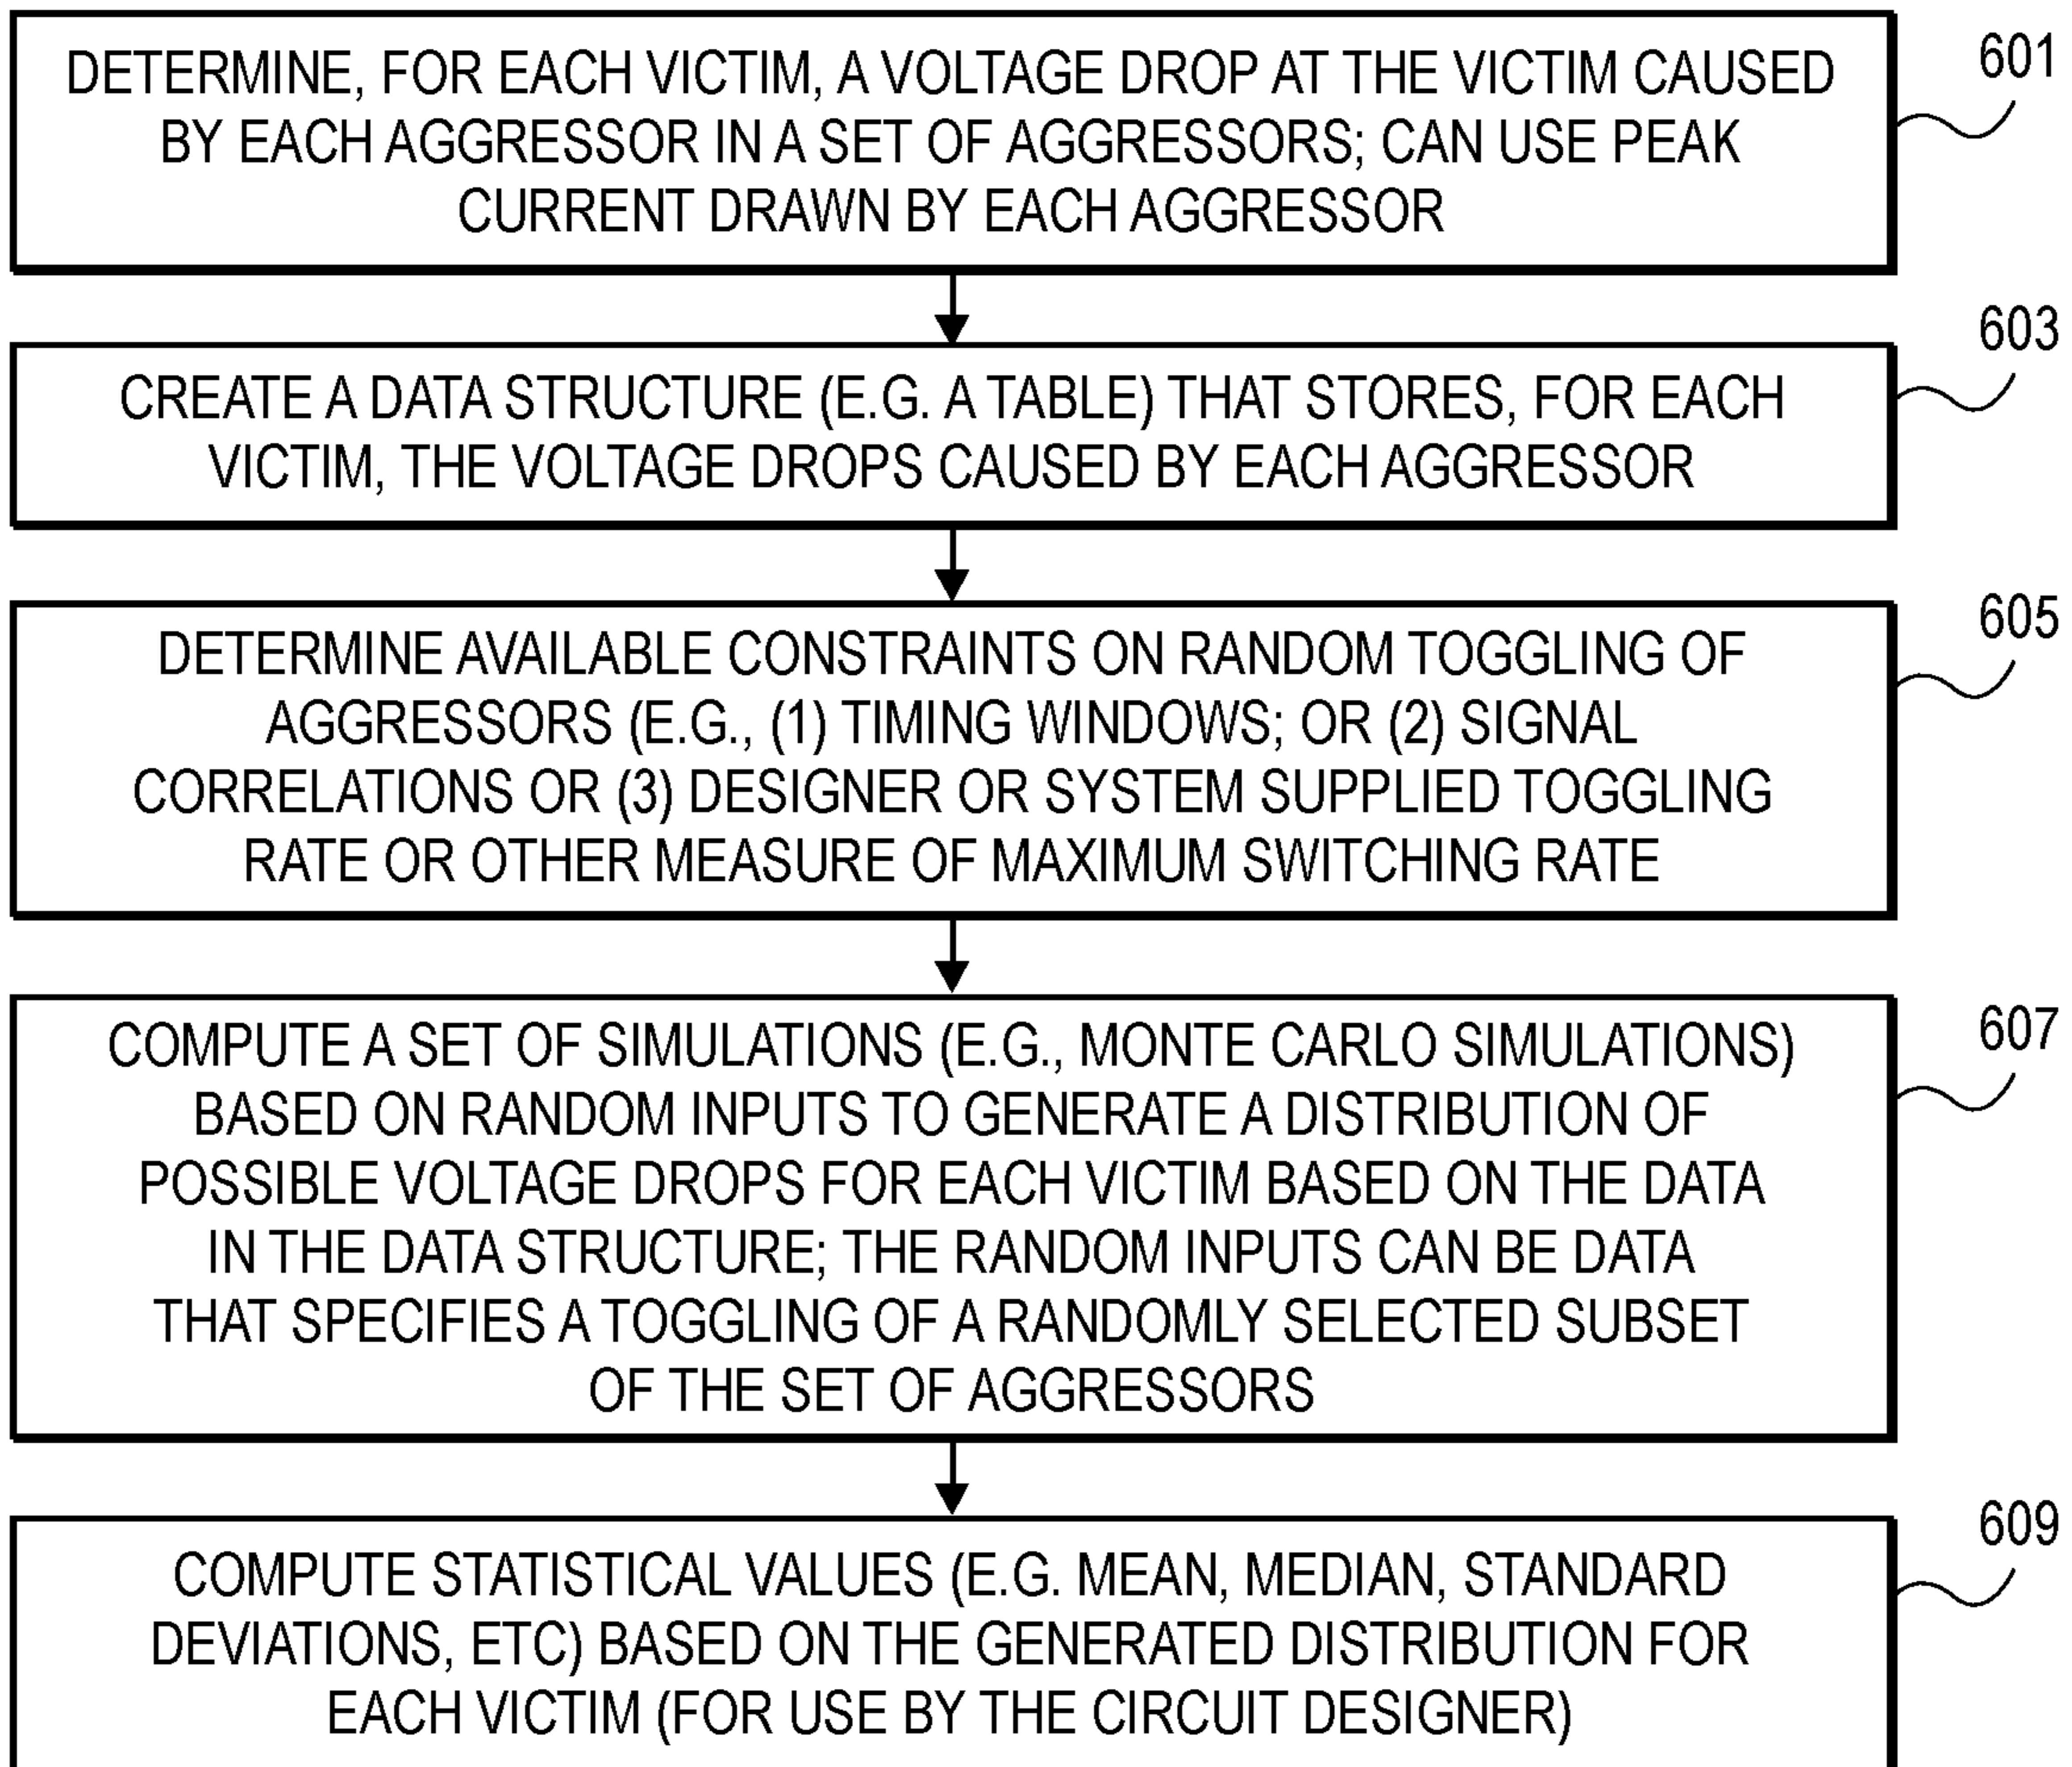 DETERMINE, FOR EACH VICTIM, A VOLTAGE DROP AT THE VICTIM CAUSED
BY EACH AGGRESSOR IN A SET OF AGGRESSORS; CAN USE PEAK
CURRENT DRAWN BY EACH AGGRESSOR
601
CREATE A DATA STRUCTURE (E.G. A TABLE) THAT STORES, FOR EACH
VICTIM, THE VOLTAGE DROPS CAUSED BY EACH AGGRESSOR
603
DETERMINE AVAILABLE CONSTRAINTS ON RANDOM TOGGLING OF
AGGRESSORS (E.G., (1) TIMING WINDOWS; OR (2) SIGNAL
CORRELATIONS OR (3) DESIGNER OR SYSTEM SUPPLIED TOGGLING
RATE OR OTHER MEASURE OF MAXIMUM SWITCHING RATE
605
COMPUTE A SET OF SIMULATIONS (E.G., MONTE CARLO SIMULATIONS)
BASED ON RANDOM INPUTS TO GENERATE A DISTRIBUTION OF
POSSIBLE VOLTAGE DROPS FOR EACH VICTIM BASED ON THE DATA
IN THE DATA STRUCTURE; THE RANDOM INPUTS CAN BE DATA
THAT SPECIFIES A TOGGLING OF A RANDOMLY SELECTED SUBSET
OF THE SET OF AGGRESSORS
607
COMPUTE STATISTICAL VALUES (E.G. MEAN, MEDIAN, STANDARD
DEVIATIONS, ETC) BASED ON THE GENERATED DISTRIBUTION FOR
EACH VICTIM (FOR USE BY THE CIRCUIT DESIGNER)
609